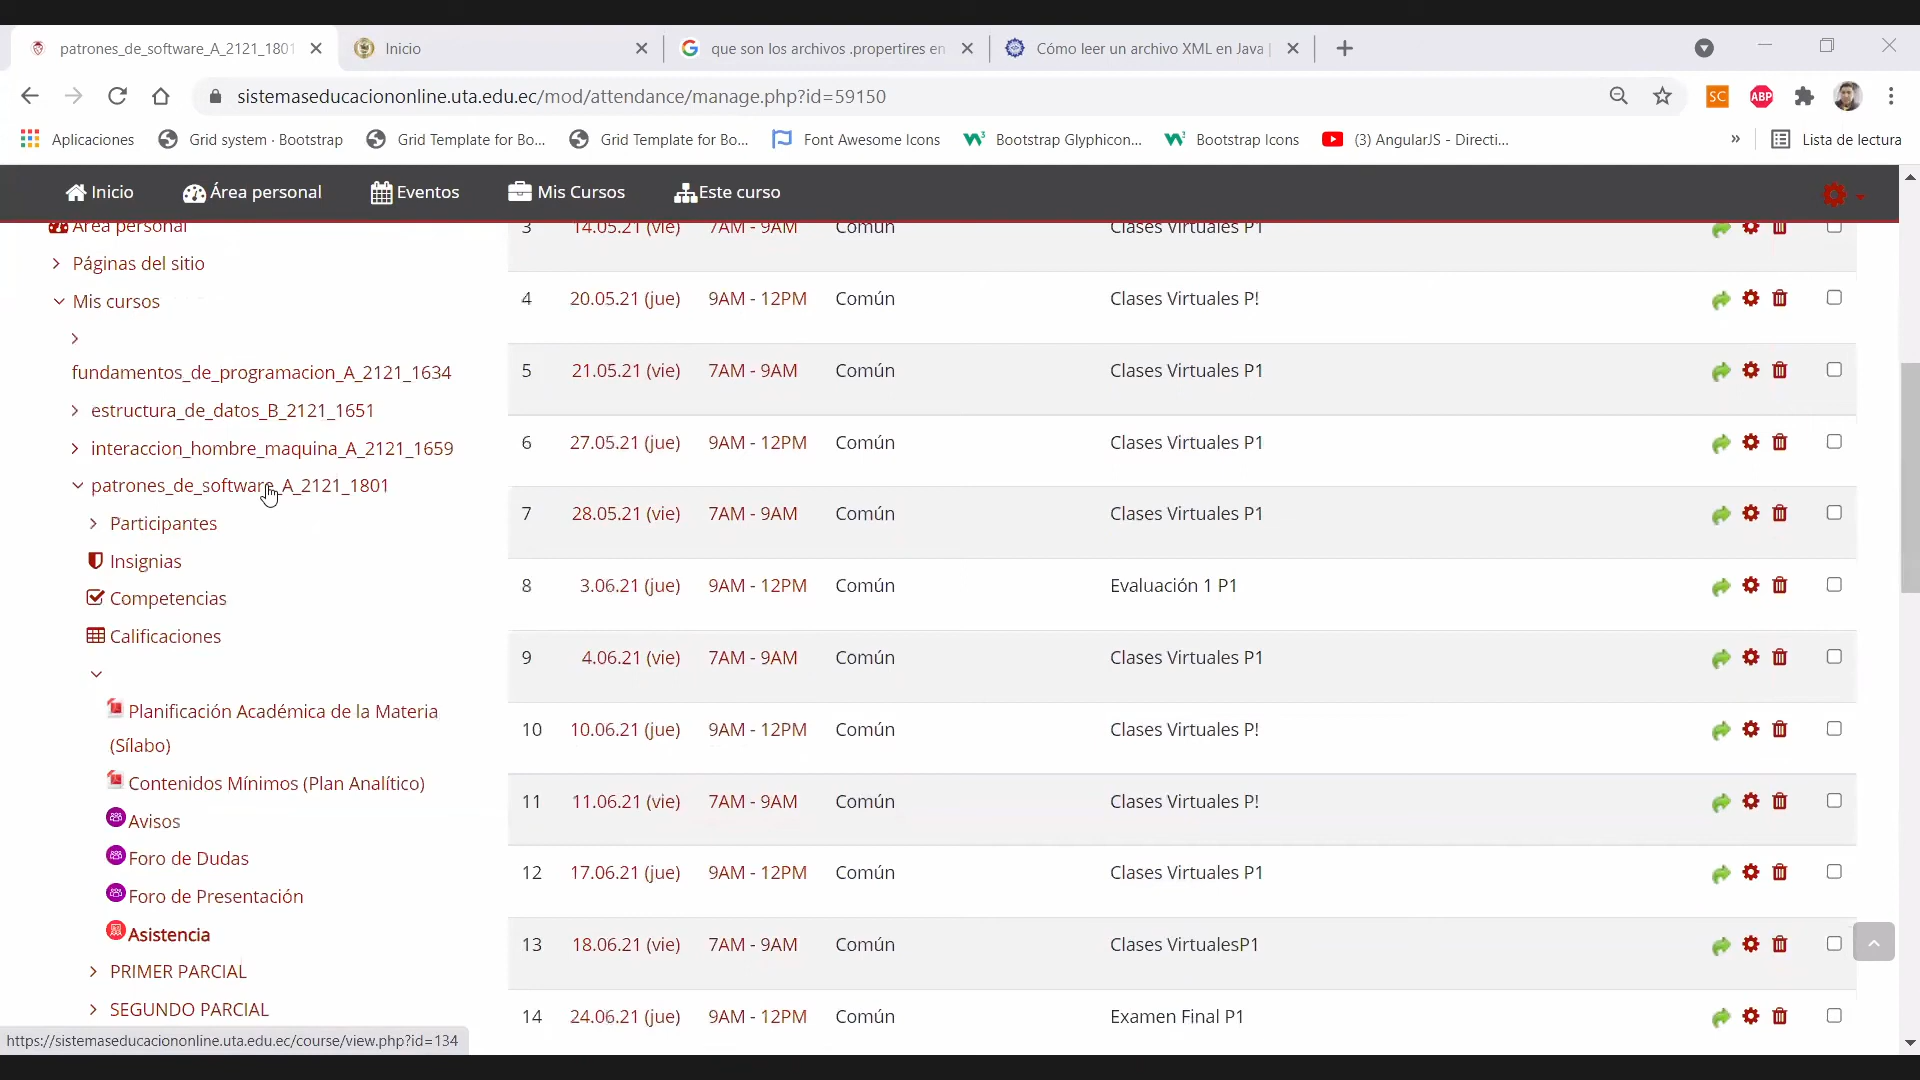 patrones_de_software_A_2121_1801
Inicio
que son los archivos .propertires en
Cómo leer un archivo XML en Java |
sistemaseducaciononline.uta.edu.ec/mod/attendance/manage.php?id=59150
SC
ABP
Aplicaciones
Grid system · Bootstrap
Grid Template for Bo...
Grid Template for Bo...
Font Awesome Icons
Bootstrap Glyphicon...
Bootstrap Icons
(3) AngularJS - Directi...
»
Lista de lectura
Inicio
Área personal
Eventos
Mis Cursos
Este curso
Área personal
Páginas del sitio
Mis cursos
fundamentos_de_programacion_A_2121_1634
estructura_de_datos_B_2121_1651
interaccion_hombre_maquina_A_2121_1659
patrones_de_software_A_2121_1801
Participantes
Insignias
Competencias
Calificaciones
Planificación Académica de la Materia
(Sílabo)
Contenidos Mínimos (Plan Analítico)
Avisos
Foro de Dudas
Foro de Presentación
Asistencia
PRIMER PARCIAL
SEGUNDO PARCIAL
https://sistemaseducaciononline.uta.edu.ec/course/view.php?id=134
3 14.05.21 (vie) 7AM - 9AM Común Clases Virtuales P1
4 20.05.21 (jue) 9AM - 12PM Común Clases Virtuales P!
5 21.05.21 (vie) 7AM - 9AM Común Clases Virtuales P1
6 27.05.21 (jue) 9AM - 12PM Común Clases Virtuales P1
7 28.05.21 (vie) 7AM - 9AM Común Clases Virtuales P1
8 3.06.21 (jue) 9AM - 12PM Común Evaluación 1 P1
9 4.06.21 (vie) 7AM - 9AM Común Clases Virtuales P1
10 10.06.21 (jue) 9AM - 12PM Común Clases Virtuales P!
11 11.06.21 (vie) 7AM - 9AM Común Clases Virtuales P!
12 17.06.21 (jue) 9AM - 12PM Común Clases Virtuales P1
13 18.06.21 (vie) 7AM - 9AM Común Clases VirtualesP1
14 24.06.21 (jue) 9AM - 12PM Común Examen Final P1